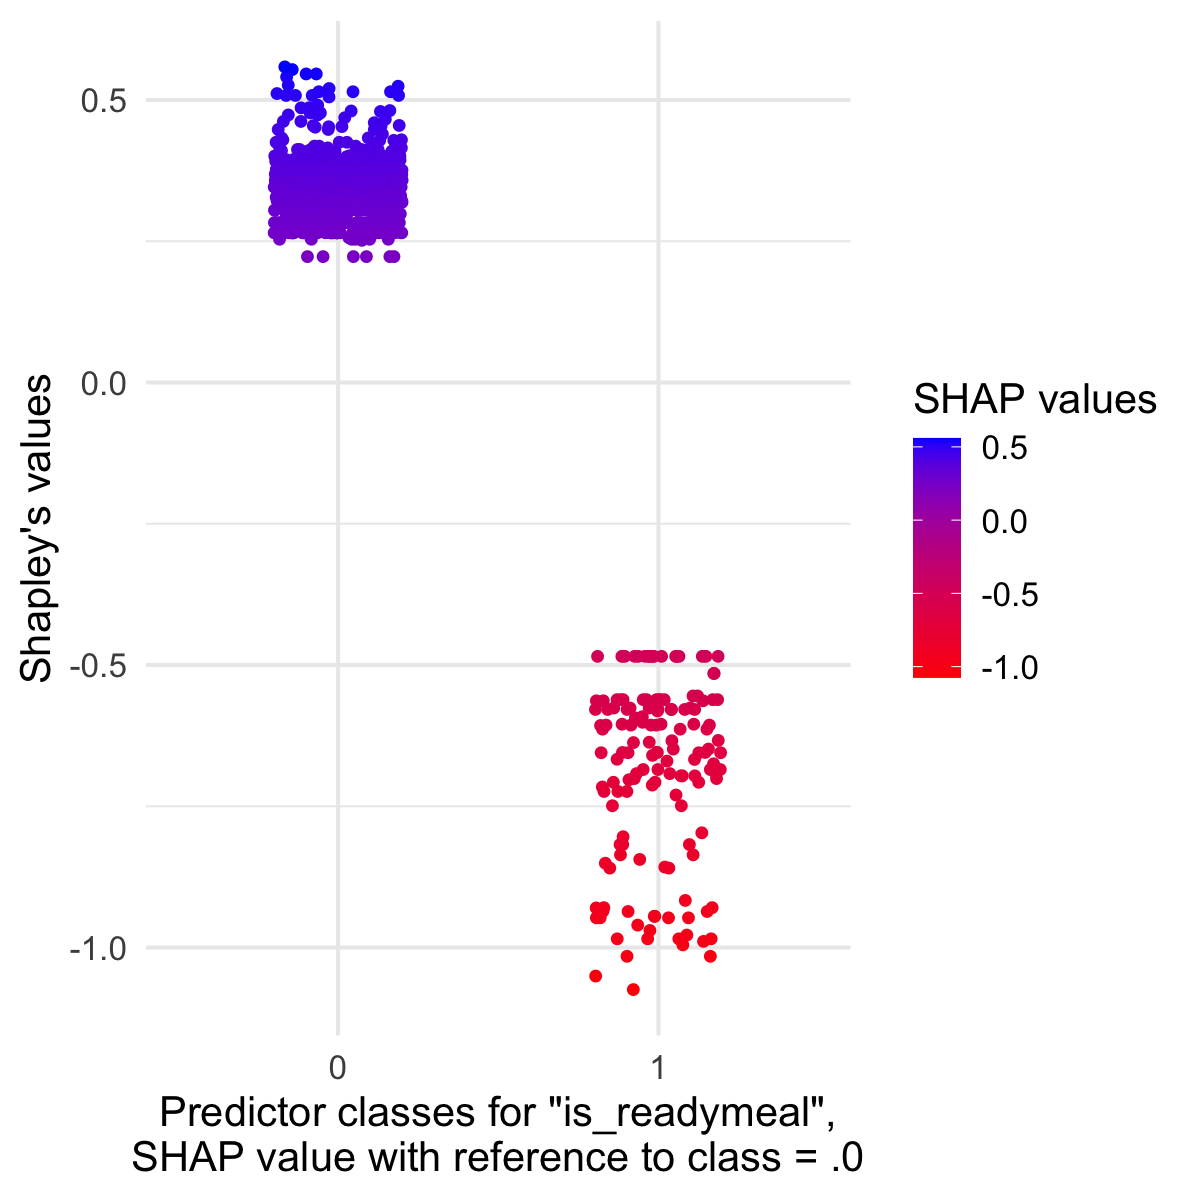 0.5
0.0
-0.5
-1.0
Shapley's values
0
1
Predictor classes for "is_readymeal",
SHAP value with reference to class = .0
SHAP values
0.5
0.0
-0.5
-1.0